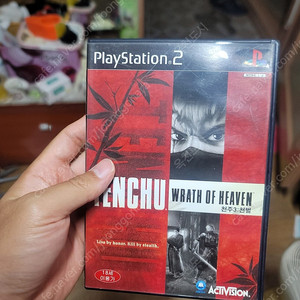 PlayStation 2
TENCHU
WRATH OF HEAVEN
천주3:천벌
Live by honor. Kill by stealth.
18세
이용가
ACTIVISION